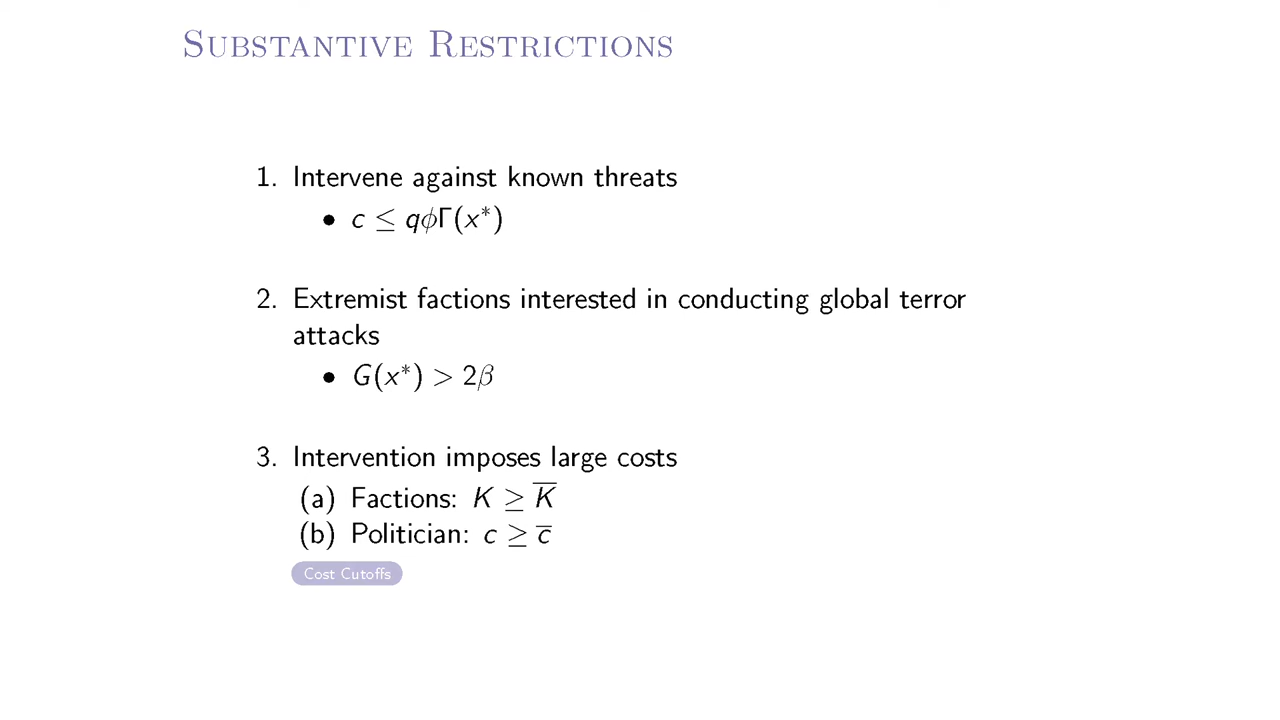 Substantive Restrictions
1. Intervene against known threats
• c ≤ qϕΓ(x*)
2. Extremist factions interested in conducting global terror
attacks
• G(x*) > 2β
3. Intervention imposes large costs
(a) Factions: K ≥ K̅
(b) Politician: c ≥ c̅
Cost Cutoffs